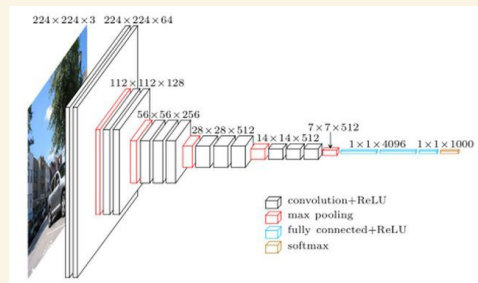 224×224×3 224×224×64
112×112×128
56×56×256
28×28×512
14×14×512
7×7×512
1×1×4096 1×1×1000
convolution+ReLU
max pooling
fully connected+ReLU
softmax